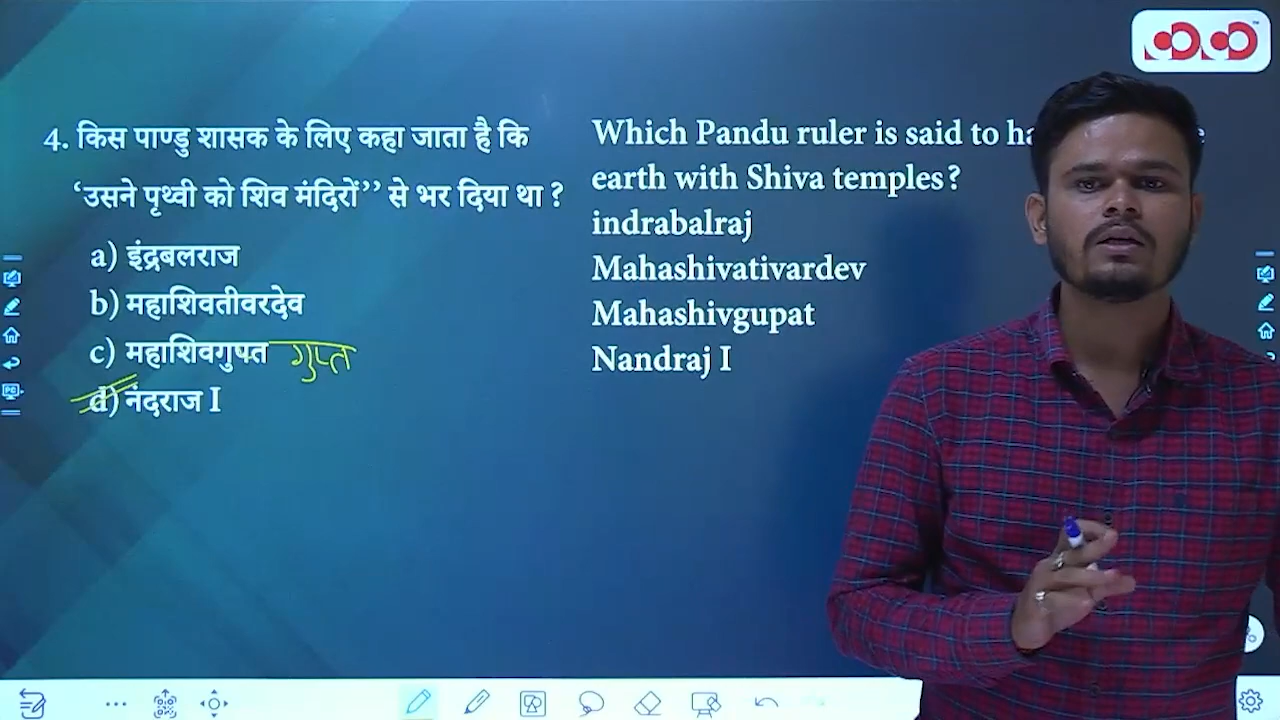 4. किस पाण्डु शासक के लिए कहा जाता है कि
‘उसने पृथ्वी को शिव मंदिरों’’ से भर दिया था ?
a) इंद्रबलराज
b) महाशिवतीवरदेव
c) महाशिवगुपत गुप्त
d) नंदराज I
Which Pandu ruler is said to
earth with Shiva temples?
indrabalraj
Mahashivativardev
Mahashivgupat
Nandraj I